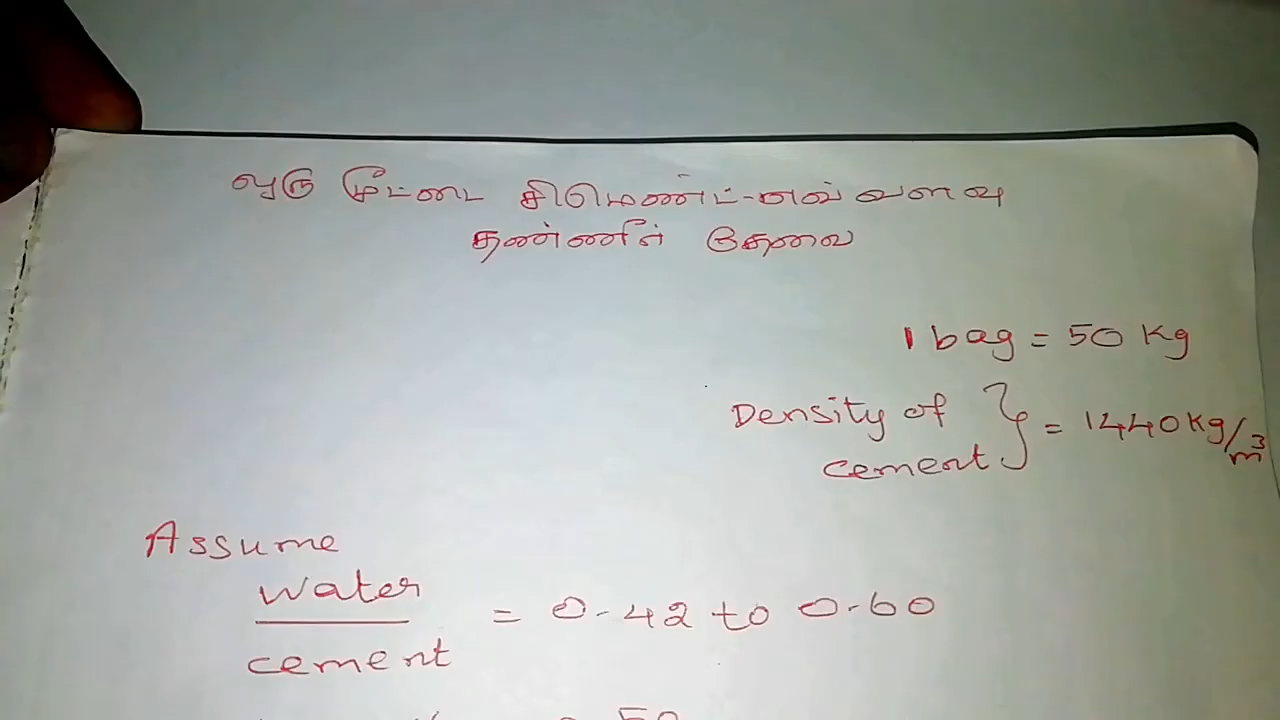 ஒரு மூட்டை சிமெண்ட்-எவ்வளவு
தண்ணீர் தேவை
1 bag = 50 Kg
Density of cement } = 1440 kg/m³
Assume
water
cement = 0.42 to 0.60
50